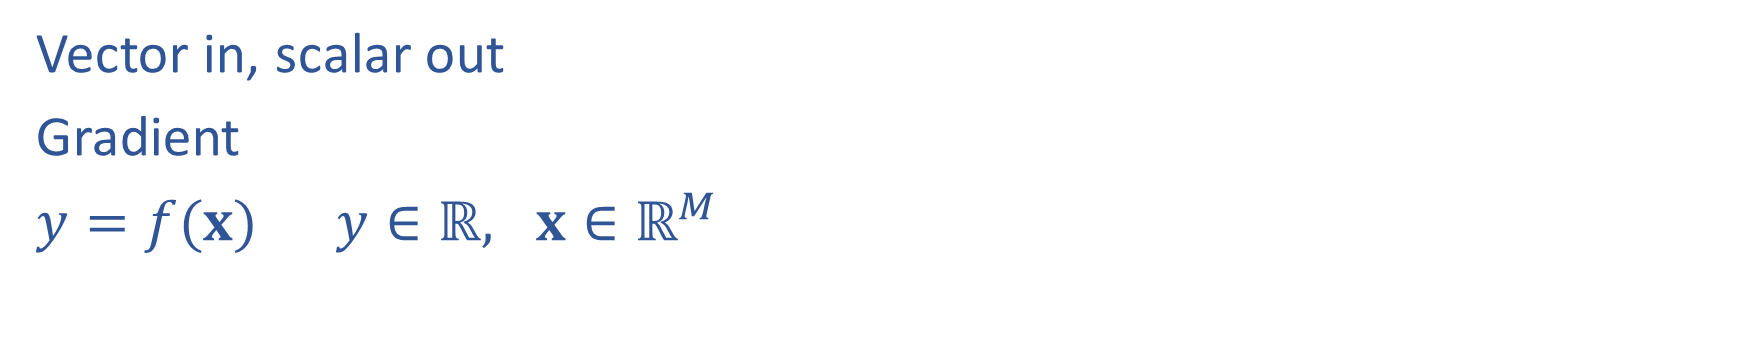 Vector in, scalar out
Gradient
𝑦 = 𝑓(𝐱) 𝑦 ∈ ℝ, 𝐱 ∈ ℝ^𝑀